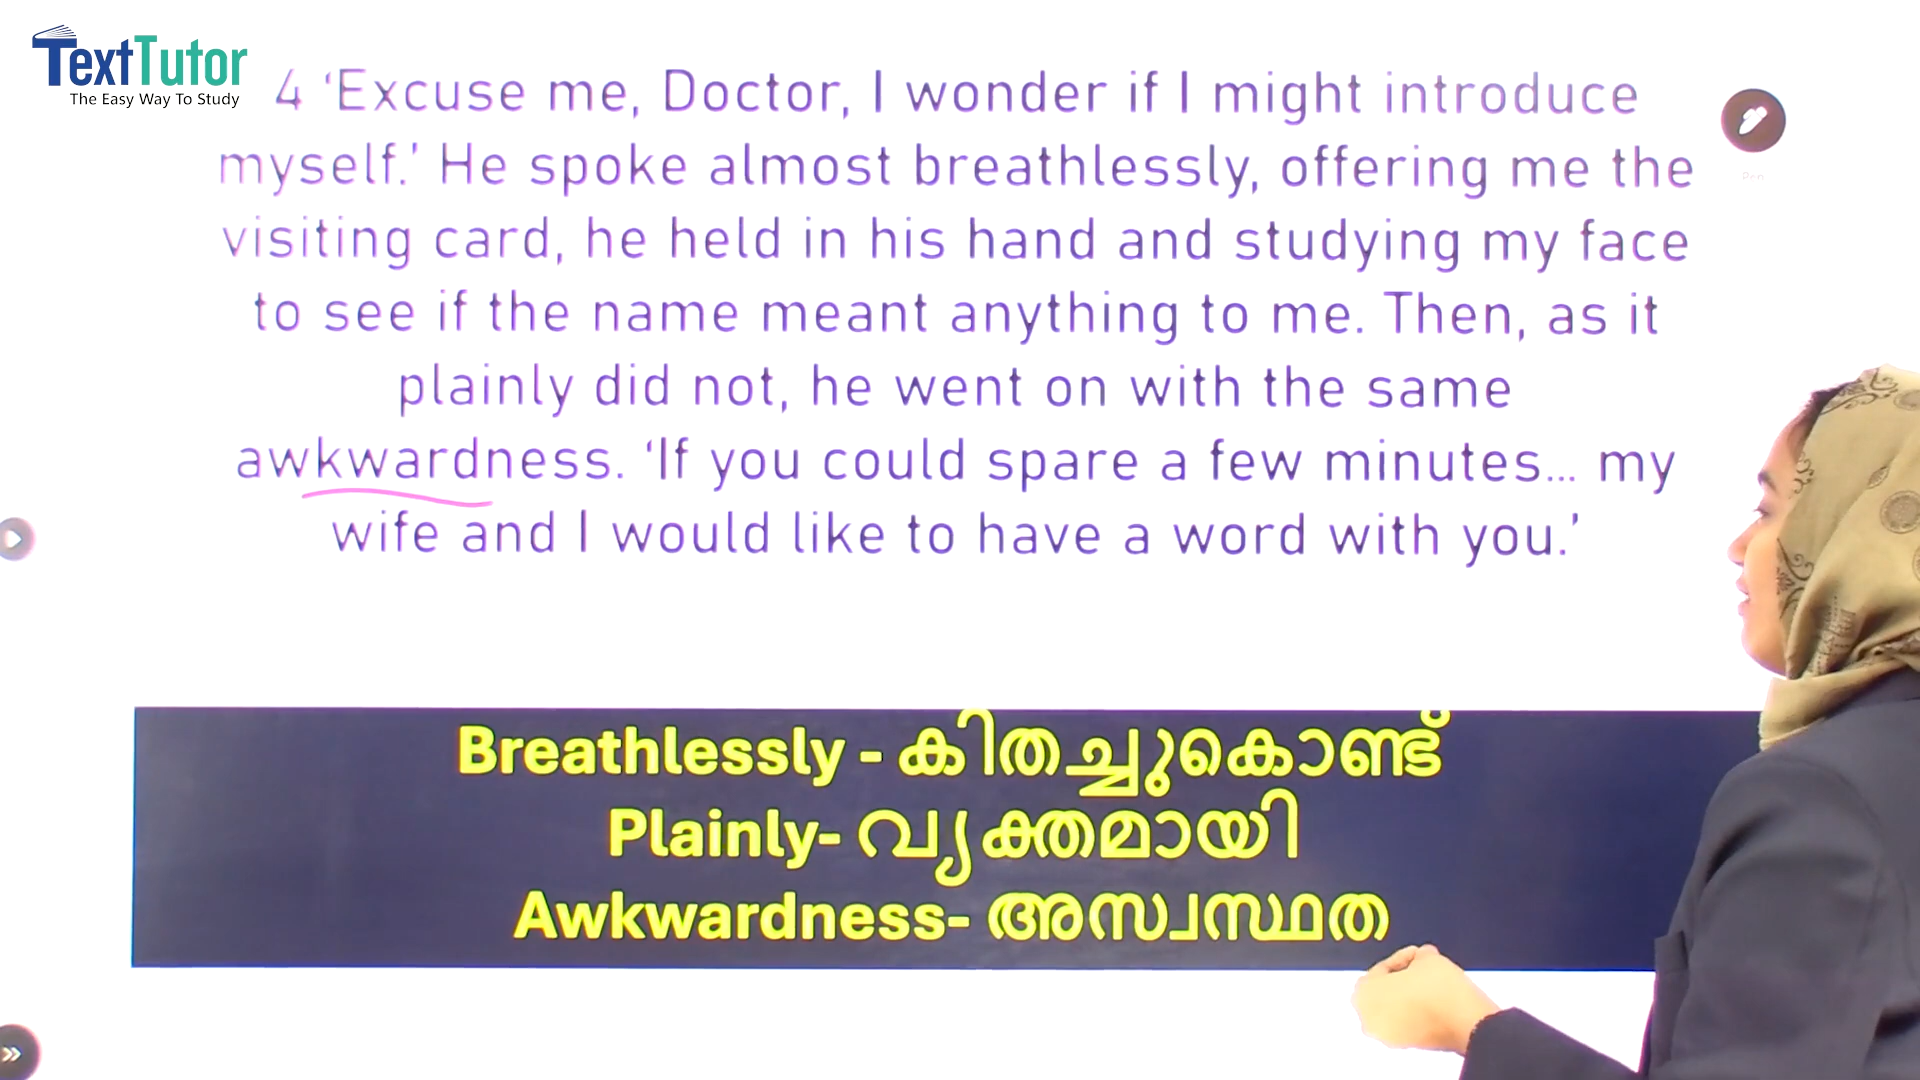 TextTutor
The Easy Way To Study
4 ‘Excuse me, Doctor, I wonder if I might introduce
myself.’ He spoke almost breathlessly, offering me the
visiting card, he held in his hand and studying my face
to see if the name meant anything to me. Then, as it
plainly did not, he went on with the same
awkwardness. ‘If you could spare a few minutes... my
wife and I would like to have a word with you.’
Pen
Breathlessly - കിതച്ചുകൊണ്ട്
Plainly- വ്യക്തമായി
Awkwardness- അസ്വസ്ഥത